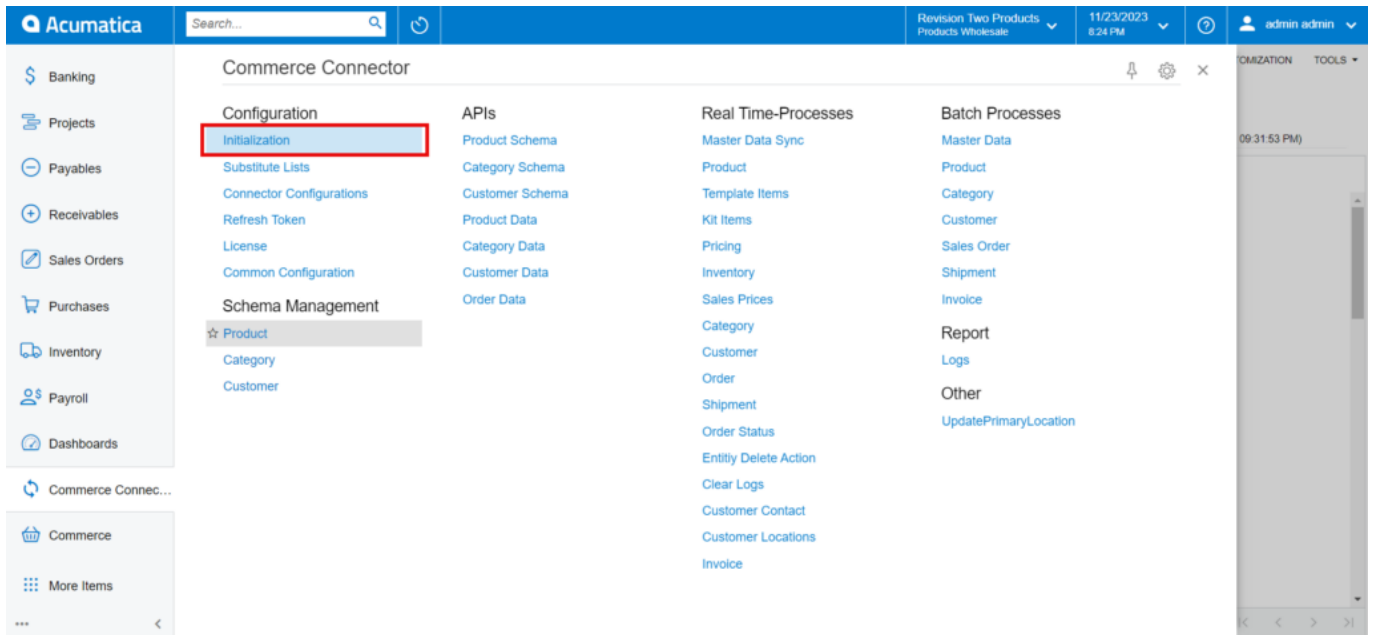 Acumatica
Search...
Revision Two Products
Products Wholesale
11/23/2023
8:24 PM
admin admin
Banking
Projects
Payables
Receivables
Sales Orders
Purchases
Inventory
Payroll
Dashboards
Commerce Connec...
Commerce
More Items
Commerce Connector
Configuration
Initialization
Substitute Lists
Connector Configurations
Refresh Token
License
Common Configuration
Schema Management
Product
Category
Customer
APIs
Product Schema
Category Schema
Customer Schema
Product Data
Category Data
Customer Data
Order Data
Real Time-Processes
Master Data Sync
Product
Template Items
Kit Items
Pricing
Inventory
Sales Prices
Category
Customer
Order
Shipment
Order Status
Entitiy Delete Action
Clear Logs
Customer Contact
Customer Locations
Invoice
Batch Processes
Master Data
Product
Category
Customer
Sales Order
Shipment
Invoice
Report
Logs
Other
UpdatePrimaryLocation
OMIZATION TOOLS
09:31:53 PM)